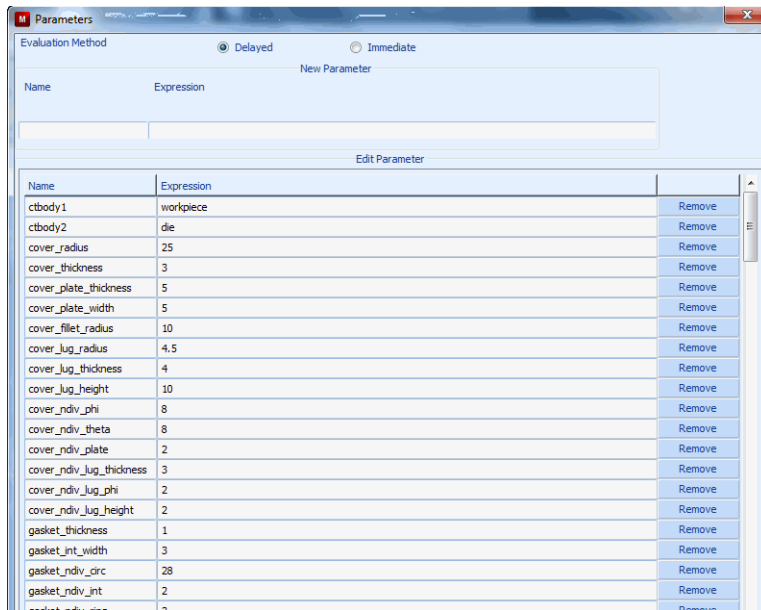 M Parameters x
Evaluation Method Delayed Immediate
New Parameter
Name Expression
Edit Parameter
Name Expression
ctbody1 workpiece Remove
ctbody2 die Remove
cover_radius 25 Remove
cover_thickness 3 Remove
cover_plate_thickness 5 Remove
cover_plate_width 5 Remove
cover_fillet_radius 10 Remove
cover_lug_radius 4.5 Remove
cover_lug_thickness 4 Remove
cover_lug_height 10 Remove
cover_ndiv_phi 8 Remove
cover_ndiv_theta 8 Remove
cover_ndiv_plate 2 Remove
cover_ndiv_lug_thickness 3 Remove
cover_ndiv_lug_phi 2 Remove
cover_ndiv_lug_height 2 Remove
gasket_thickness 1 Remove
gasket_int_width 3 Remove
gasket_ndiv_circ 28 Remove
gasket_ndiv_int 2 Remove